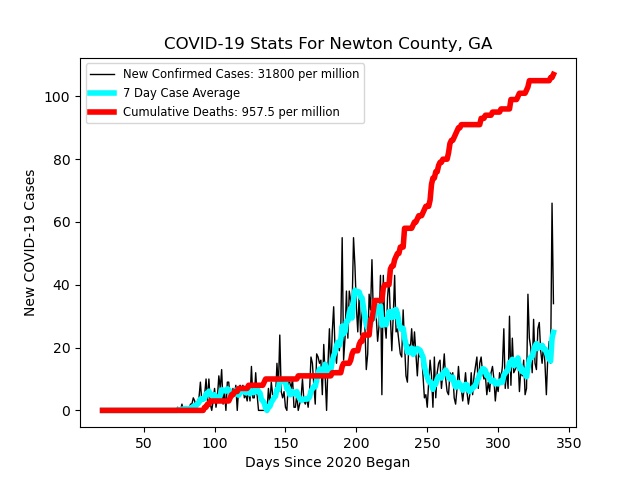 COVID-19 Stats For Newton County, GA
New Confirmed Cases: 31800 per million
7 Day Case Average
Cumulative Deaths: 957.5 per million
New COVID-19 Cases
100
80
60
40
20
0
50 100 150 200 250 300 350
Days Since 2020 Began